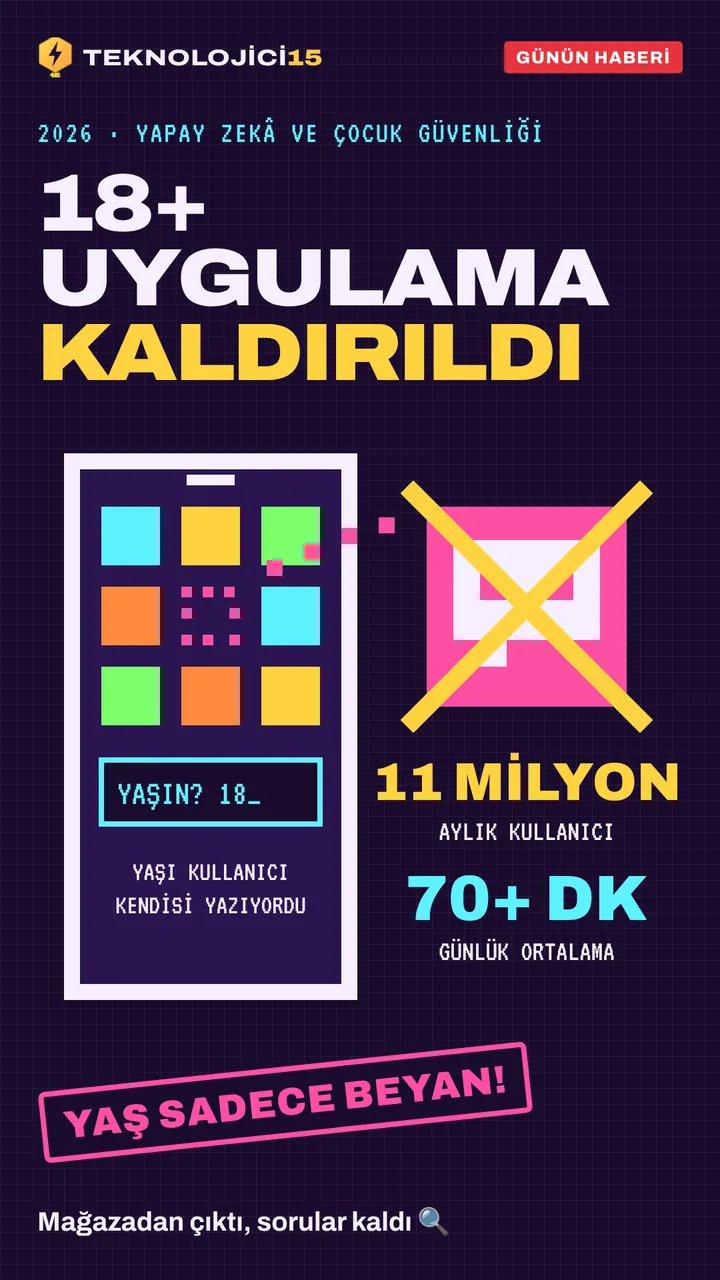 TEKNOLOJİCİ15
GÜNÜN HABERİ
2026 · YAPAY ZEKÂ VE ÇOCUK GÜVENLİĞİ
18+
UYGULAMA
KALDIRILDI
YAŞIN? 18_
YAŞI KULLANICI
KENDİSİ YAZIYORDU
11 MİLYON
AYLIK KULLANICI
70+ DK
GÜNLÜK ORTALAMA
YAŞ SADECE BEYAN!
Mağazadan çıktı, sorular kaldı 🔍